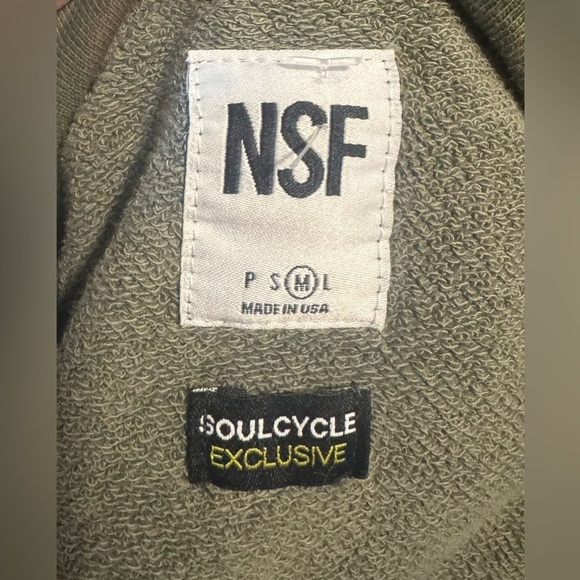 NSF
P S M L
MADE IN USA
SOULCYCLE
EXCLUSIVE